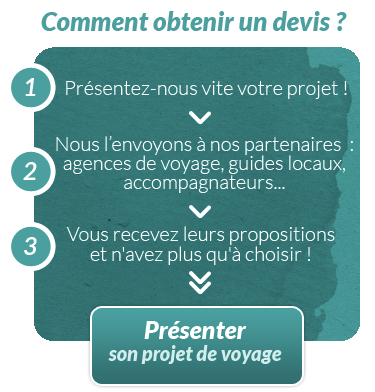 Comment obtenir un devis ?
1 Présentez-nous vite votre projet !
Nous l'envoyons à nos partenaires :
2 agences de voyage, guides locaux,
accompagnateurs...
3 Vous recevez leurs propositions
et n'avez plus qu'à choisir !
Présenter
son projet de voyage